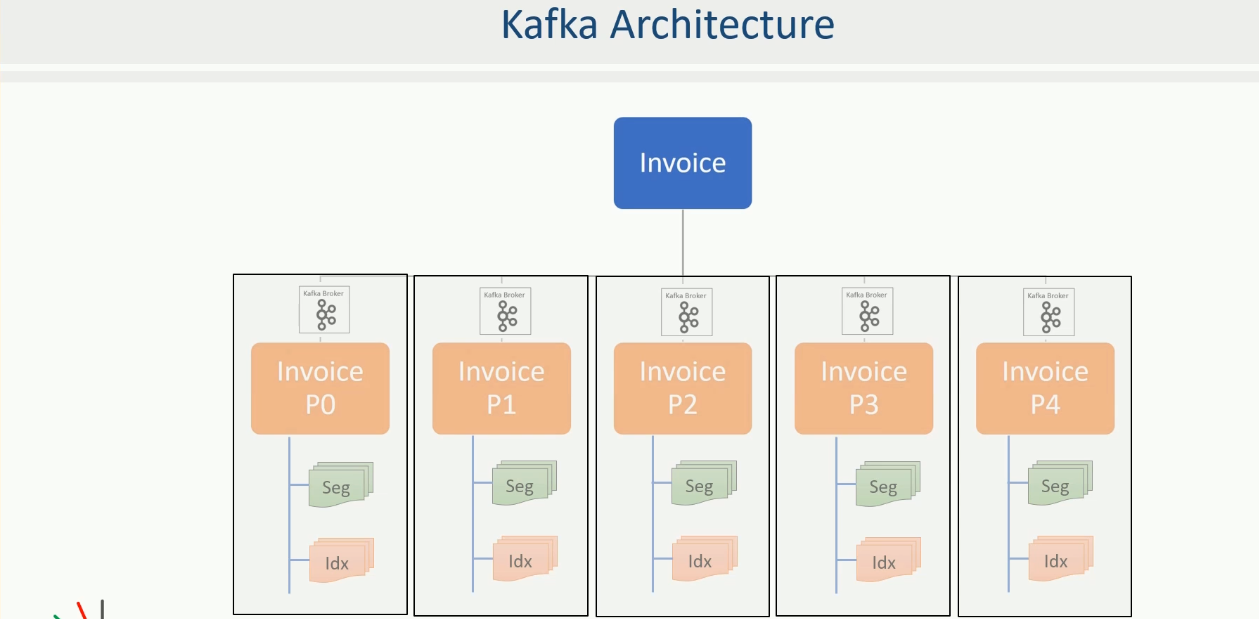 Kafka Architecture
Invoice
Kafka Broker
Kafka Broker
Kafka Broker
Kafka Broker
Kafka Broker
Invoice
P0
Invoice
P1
Invoice
P2
Invoice
P3
Invoice
P4
Seg
Seg
Seg
Seg
Seg
Idx
Idx
Idx
Idx
Idx